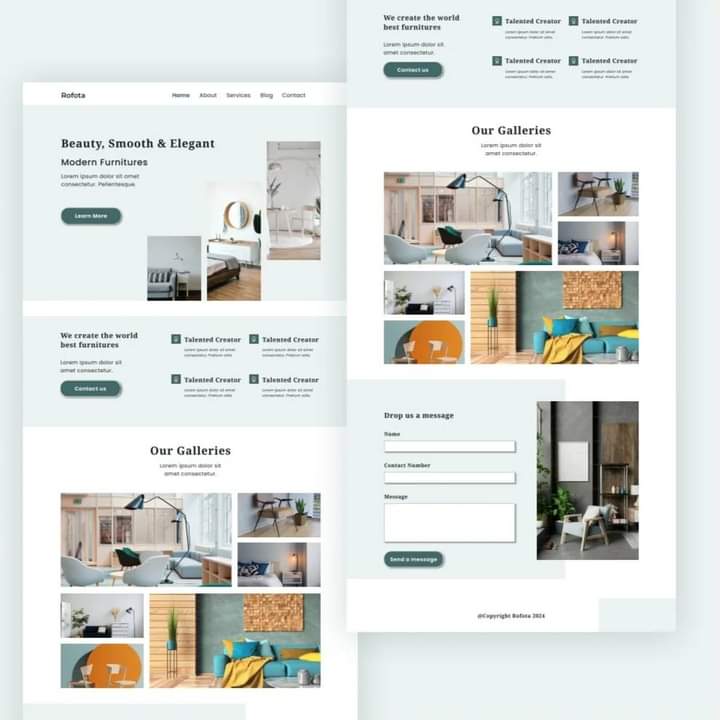 Rofota
Home About Services Blog Contact
Beauty, Smooth & Elegant
Modern Furnitures
Lorem ipsum dolor sit amet
consectetur. Pellentesque.
Learn More
We create the world
best furnitures
Lorem ipsum dolor sit
amet consectetur.
Contact us
Talented Creator
Lorem ipsum dolor sit amet
consectetur. Pretium odio.
Talented Creator
Lorem ipsum dolor sit amet
consectetur. Pretium odio.
Talented Creator
Lorem ipsum dolor sit amet
consectetur. Pretium odio.
Talented Creator
Lorem ipsum dolor sit amet
consectetur. Pretium odio.
Our Galleries
Lorem ipsum dolor sit
amet consectetur.
We create the world
best furnitures
Lorem ipsum dolor sit
amet consectetur.
Contact us
Talented Creator
Lorem ipsum dolor sit amet
consectetur. Pretium odio.
Talented Creator
Lorem ipsum dolor sit amet
consectetur. Pretium odio.
Talented Creator
Lorem ipsum dolor sit amet
consectetur. Pretium odio.
Talented Creator
Lorem ipsum dolor sit amet
consectetur. Pretium odio.
Our Galleries
Lorem ipsum dolor sit
amet consectetur.
Drop us a message
Name
Contact Number
Message
Send a message
@Copyright Rofota 2024